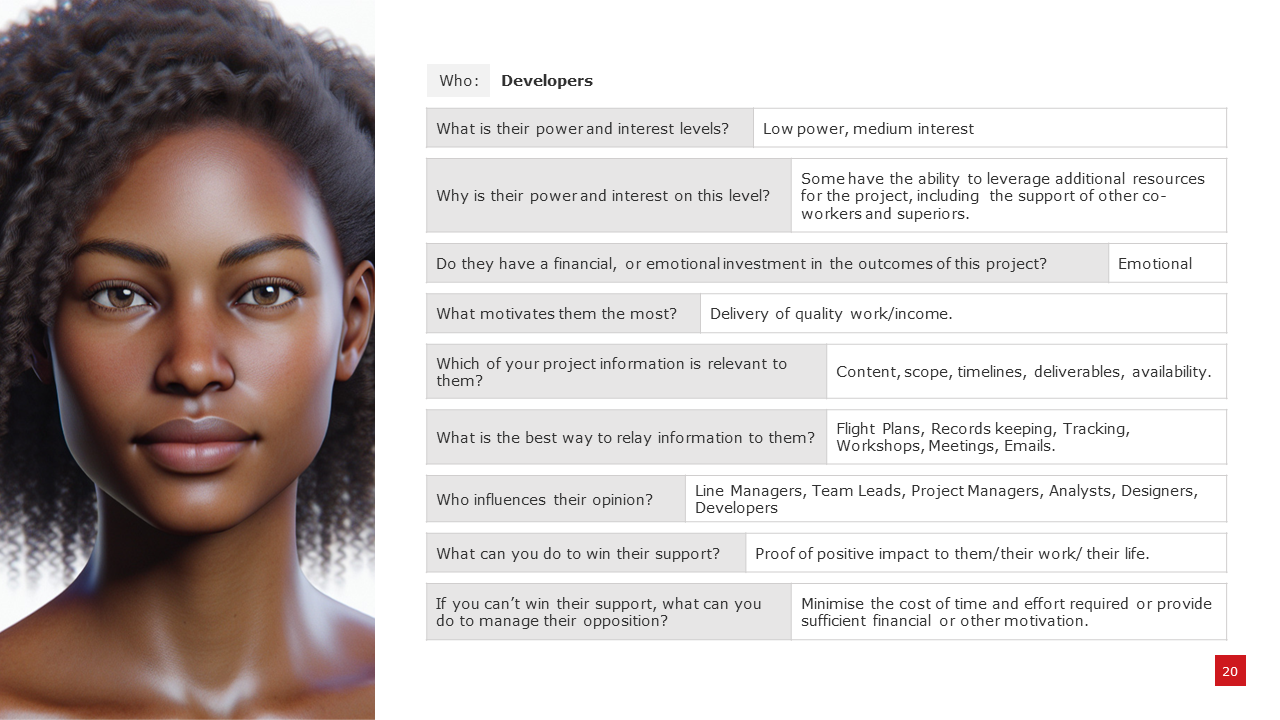 Who: Developers
What is their power and interest levels?
Low power, medium interest
Why is their power and interest on this level?
Some have the ability to leverage additional resources
for the project, including the support of other co-
workers and superiors.
Do they have a financial, or emotional investment in the outcomes of this project?
Emotional
What motivates them the most?
Delivery of quality work/income.
Which of your project information is relevant to
them?
Content, scope, timelines, deliverables, availability.
What is the best way to relay information to them?
Flight Plans, Records keeping, Tracking,
Workshops, Meetings, Emails.
Who influences their opinion?
Line Managers, Team Leads, Project Managers, Analysts, Designers,
Developers
What can you do to win their support?
Proof of positive impact to them/their work/ their life.
If you can’t win their support, what can you
do to manage their opposition?
Minimise the cost of time and effort required or provide
sufficient financial or other motivation.
20